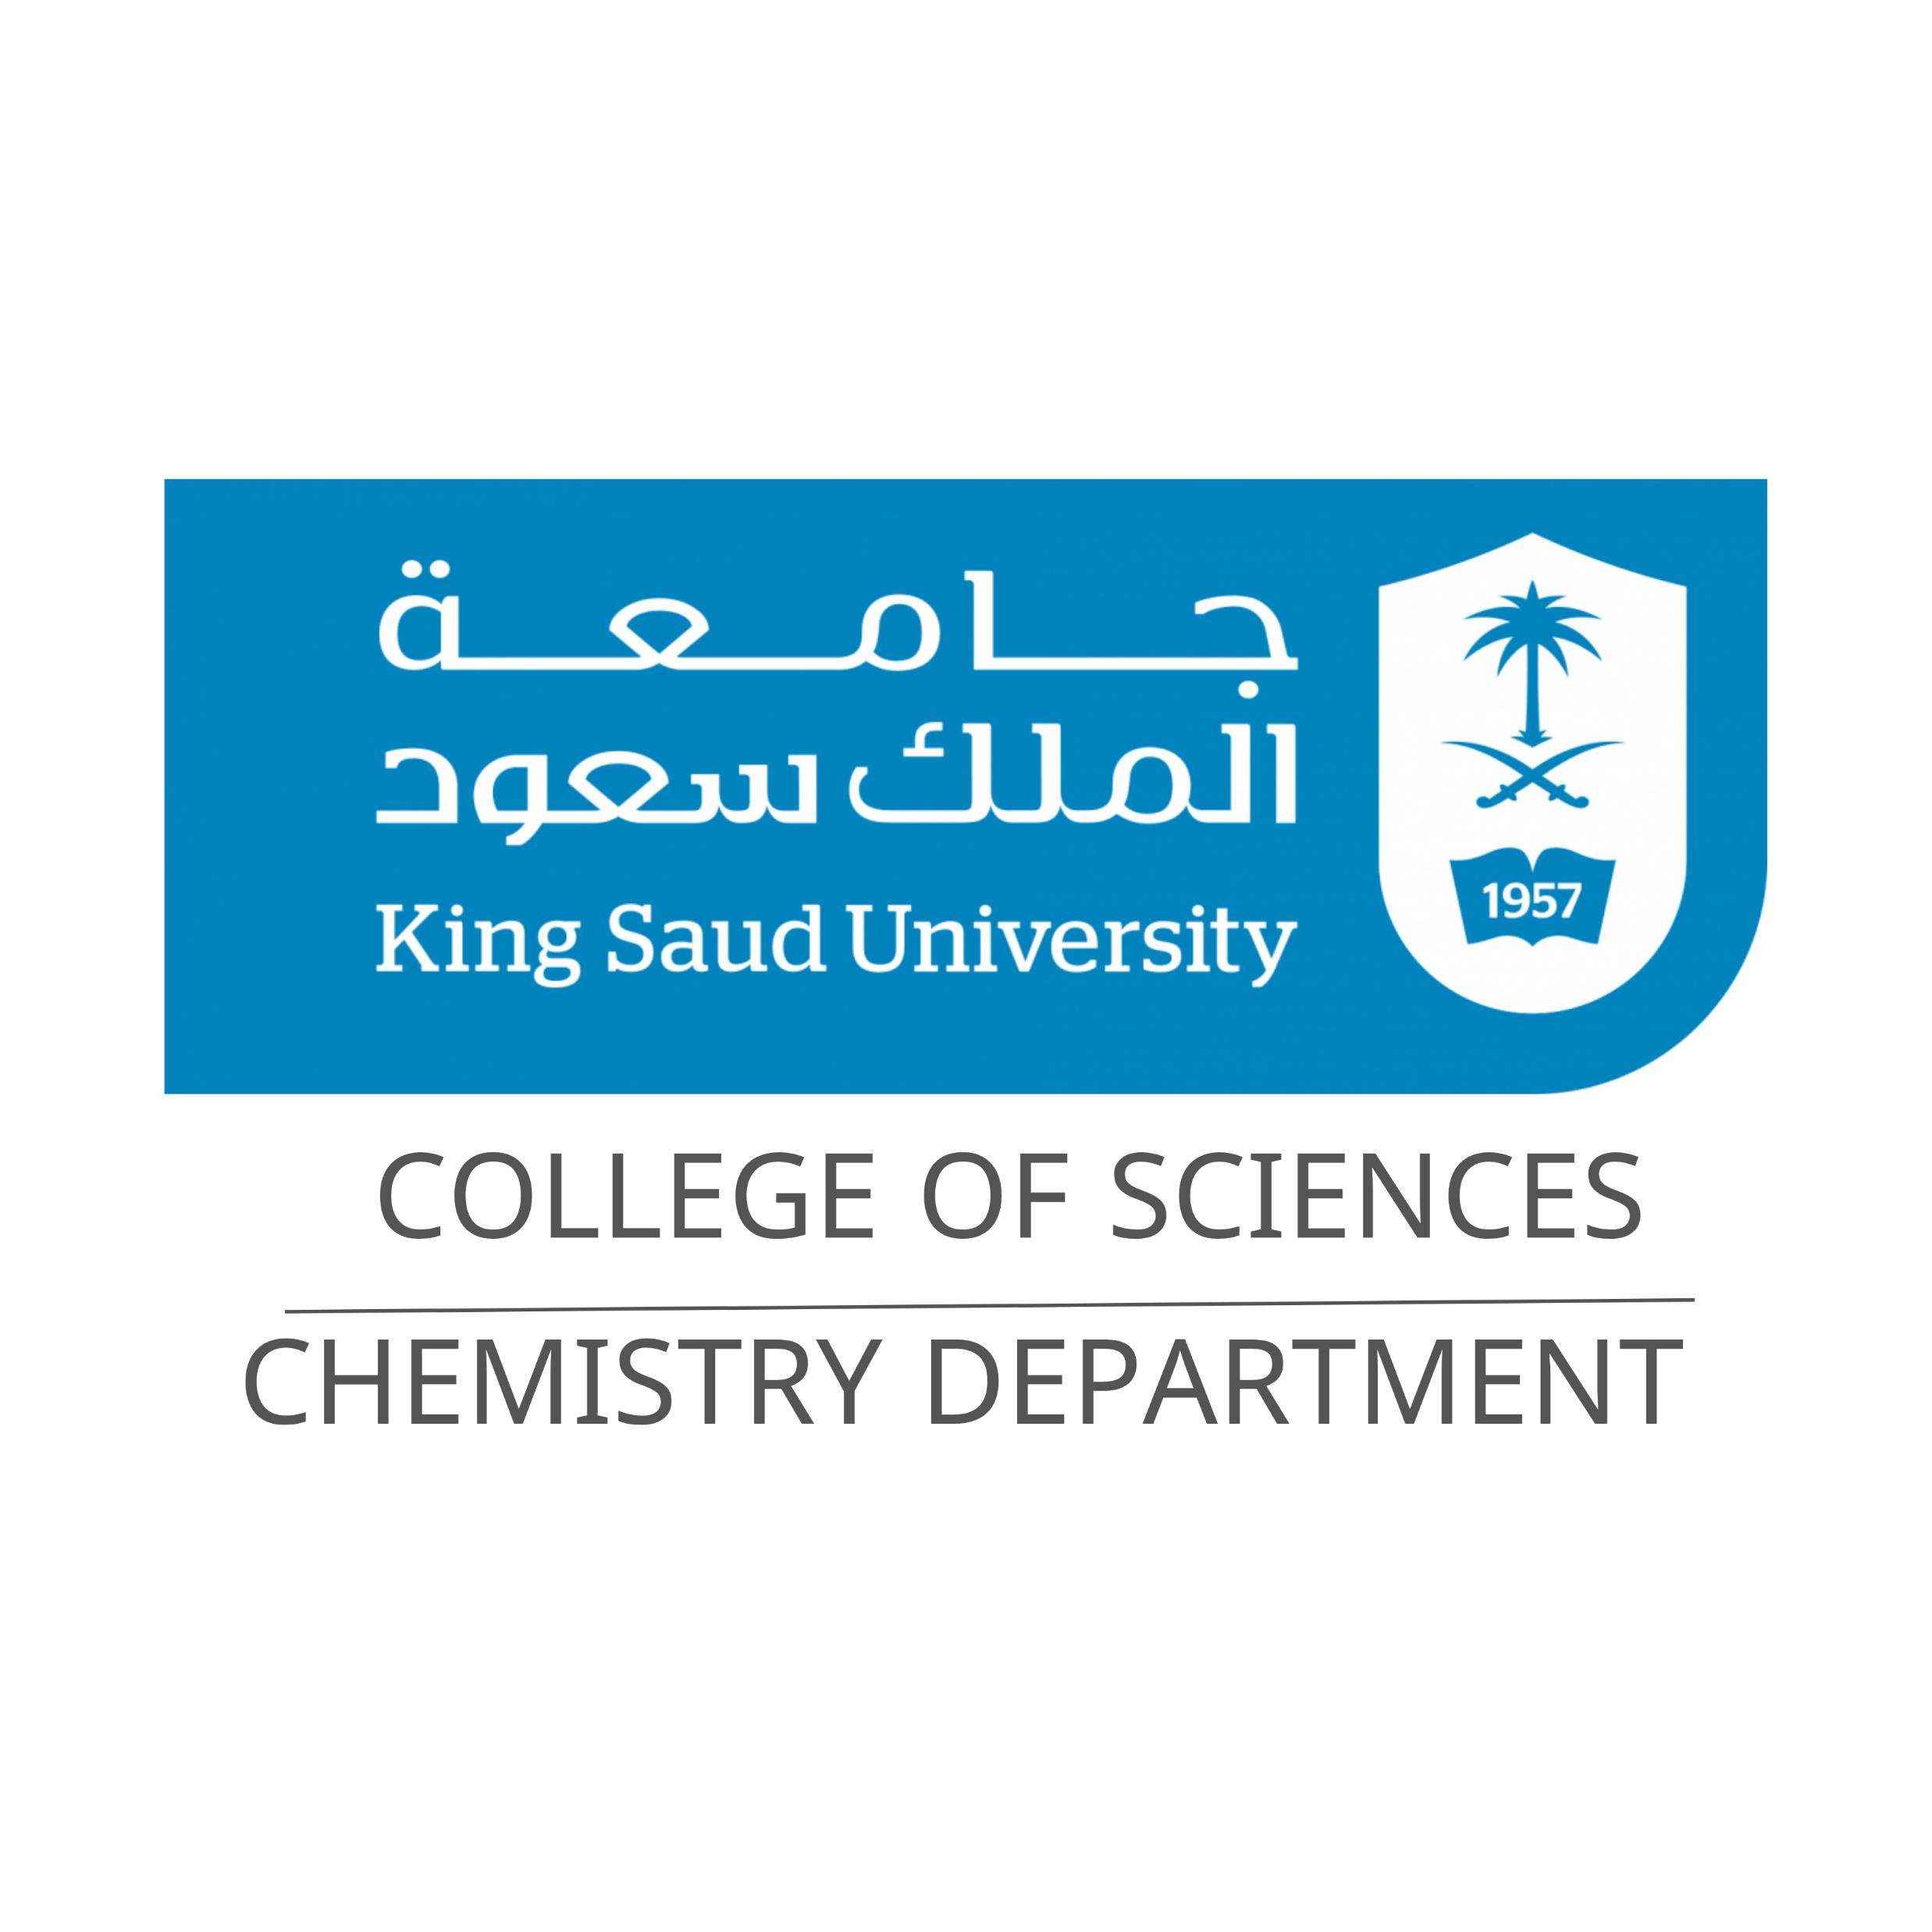 جامعة
الملك سعود
King Saud University
1957
COLLEGE OF SCIENCES
CHEMISTRY DEPARTMENT